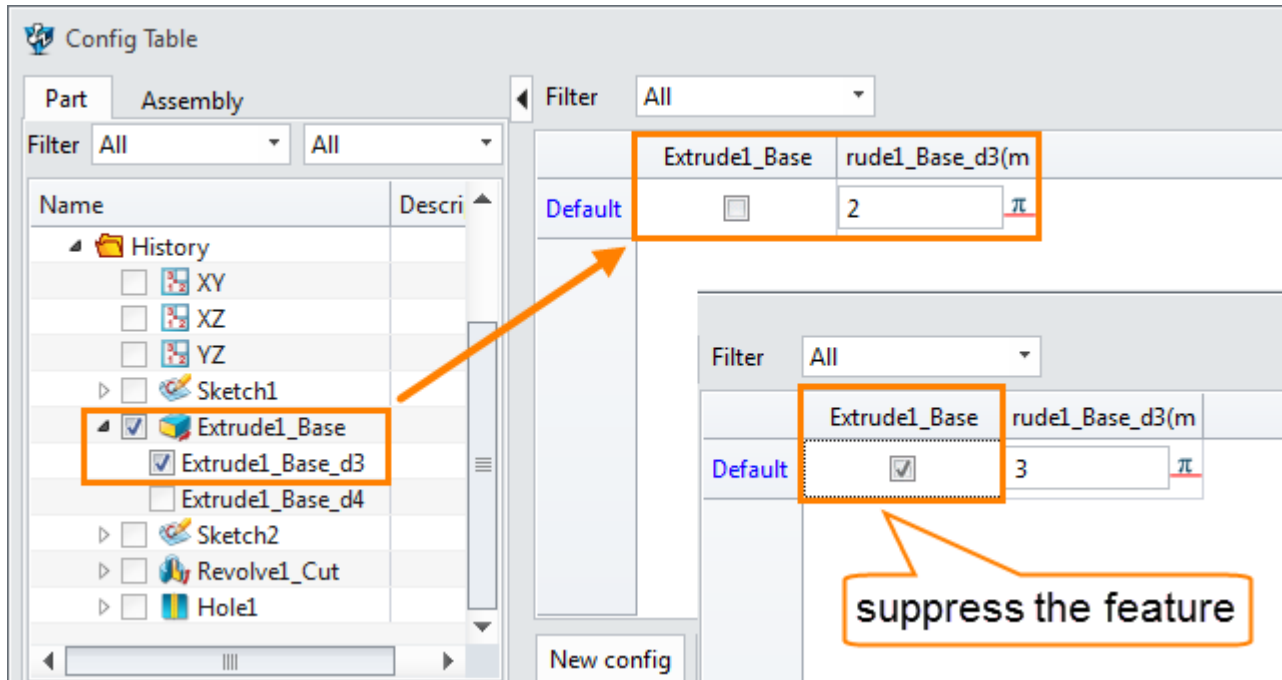 Config Table
Part Assembly
Filter All All
Name Descri
History
XY
XZ
YZ
Sketch1
Extrude1_Base
Extrude1_Base_d3
Extrude1_Base_d4
Sketch2
Revolve1_Cut
Hole1
Filter All
Extrude1_Base rude1_Base_d3(m
Default 2 π
Filter All
Extrude1_Base rude1_Base_d3(m
Default 3 π
suppress the feature
New config